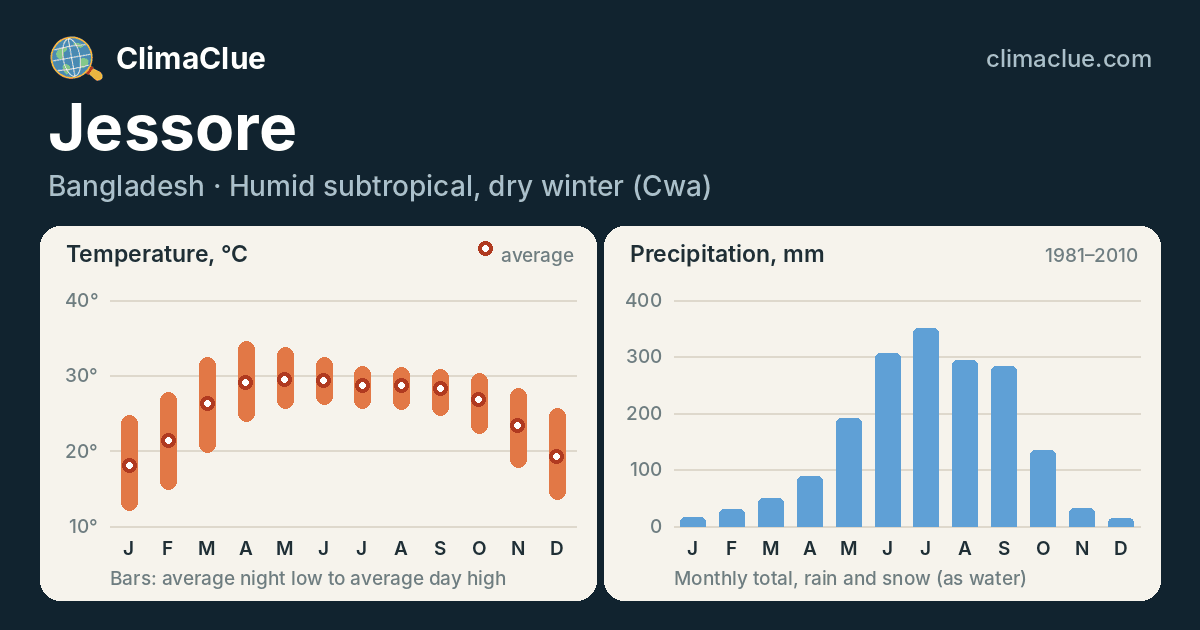 ClimaClue
climaclue.com
Jessore
Bangladesh · Humid subtropical, dry winter (Cwa)
Temperature, °C
average
40°
30°
20°
10°
J F M A M J J A S O N D
Bars: average night low to average day high
Precipitation, mm
1981–2010
400
300
200
100
0
J F M A M J J A S O N D
Monthly total, rain and snow (as water)